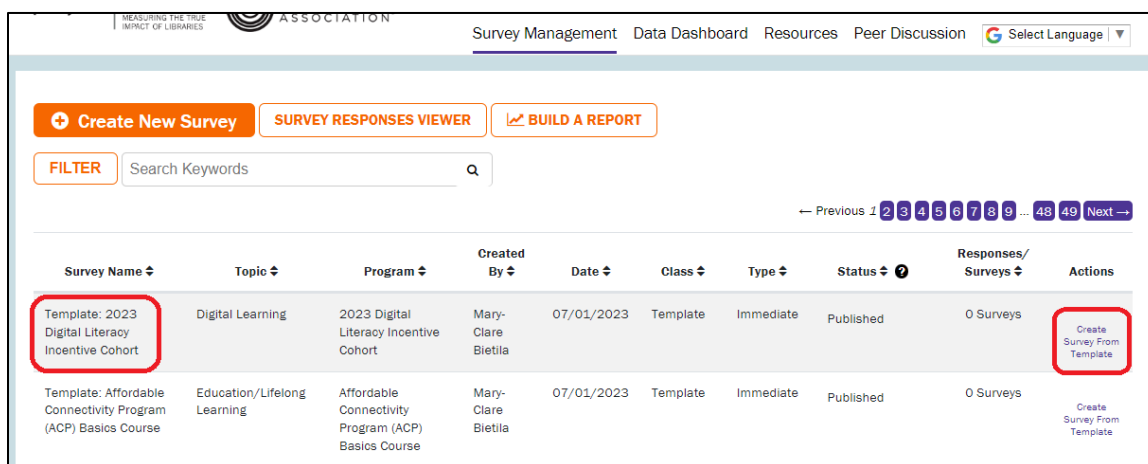 MEASURING THE TRUE
IMPACT OF LIBRARIES
ASSOCIATION
Survey Management Data Dashboard Resources Peer Discussion G Select Language ▼
Create New Survey SURVEY RESPONSES VIEWER BUILD A REPORT
FILTER Search Keywords
← Previous 1 2 3 4 5 6 7 8 9 ... 48 49 Next →
Survey Name Topic Program Created By Date Class Type Status ? Responses/ Surveys Actions
Template: 2023 Digital Learning 2023 Digital Mary- 07/01/2023 Template Immediate Published 0 Surveys Create
Digital Literacy Literacy Incentive Clare Survey From
Incentive Cohort Cohort Bietila Template
Template: Affordable Education/Lifelong Affordable Mary- 07/01/2023 Template Immediate Published 0 Surveys Create
Connectivity Program Learning Connectivity Clare Survey From
(ACP) Basics Course Program (ACP) Bietila Template
Basics Course